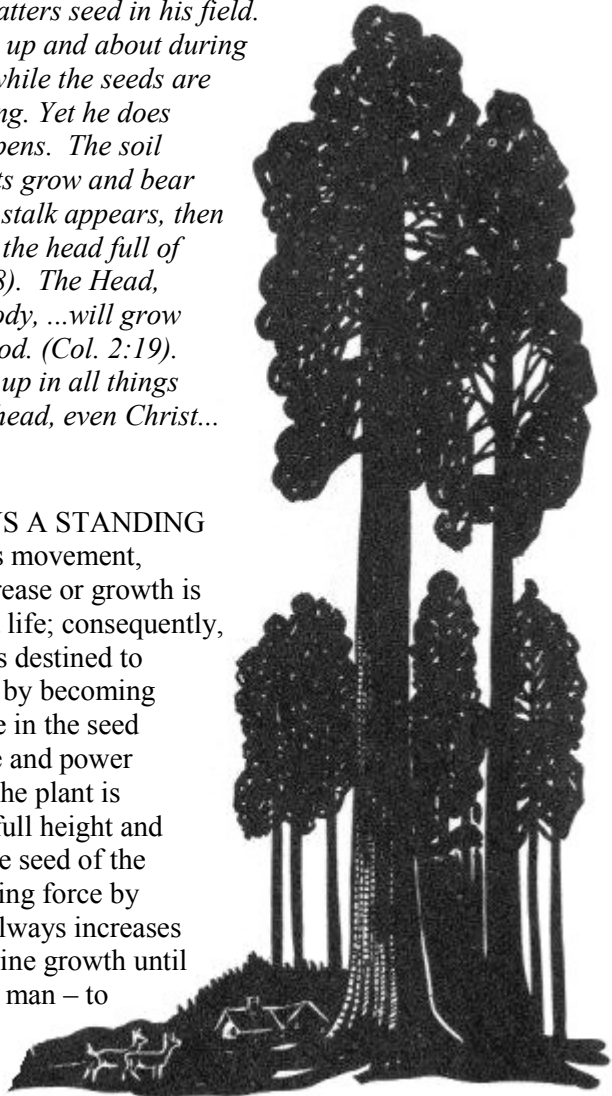 atters seed in his field.
up and about during
while the seeds are
ng. Yet he does
pens. The soil
ts grow and bear
stalk appears, then
the head full of
8). The Head,
ody, ...will grow
od. (Col. 2:19).
up in all things
head, even Christ...
S A STANDING
s movement,
rease or growth is
life; consequently,
s destined to
by becoming
e in the seed
e and power
he plant is
full height and
e seed of the
ing force by
lways increases
ine growth until
man – to